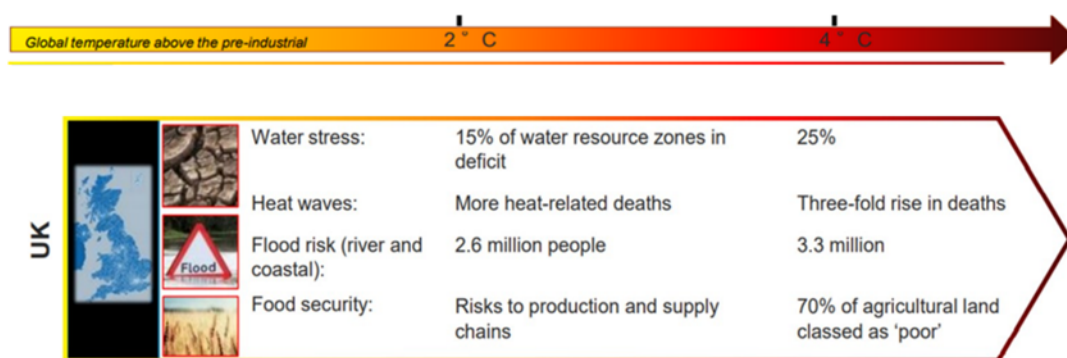 Global temperature above the pre-industrial
2° C
4° C
UK
Water stress:
15% of water resource zones in
deficit
25%
Heat waves:
More heat-related deaths
Three-fold rise in deaths
Flood risk (river and
coastal):
2.6 million people
3.3 million
Flood
Food security:
Risks to production and supply
chains
70% of agricultural land
classed as ‘poor’